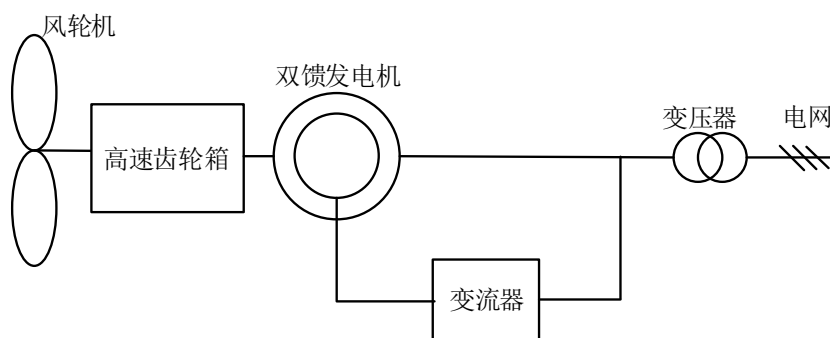 风轮机
双馈发电机
变压器
电网
高速齿轮箱
变流器